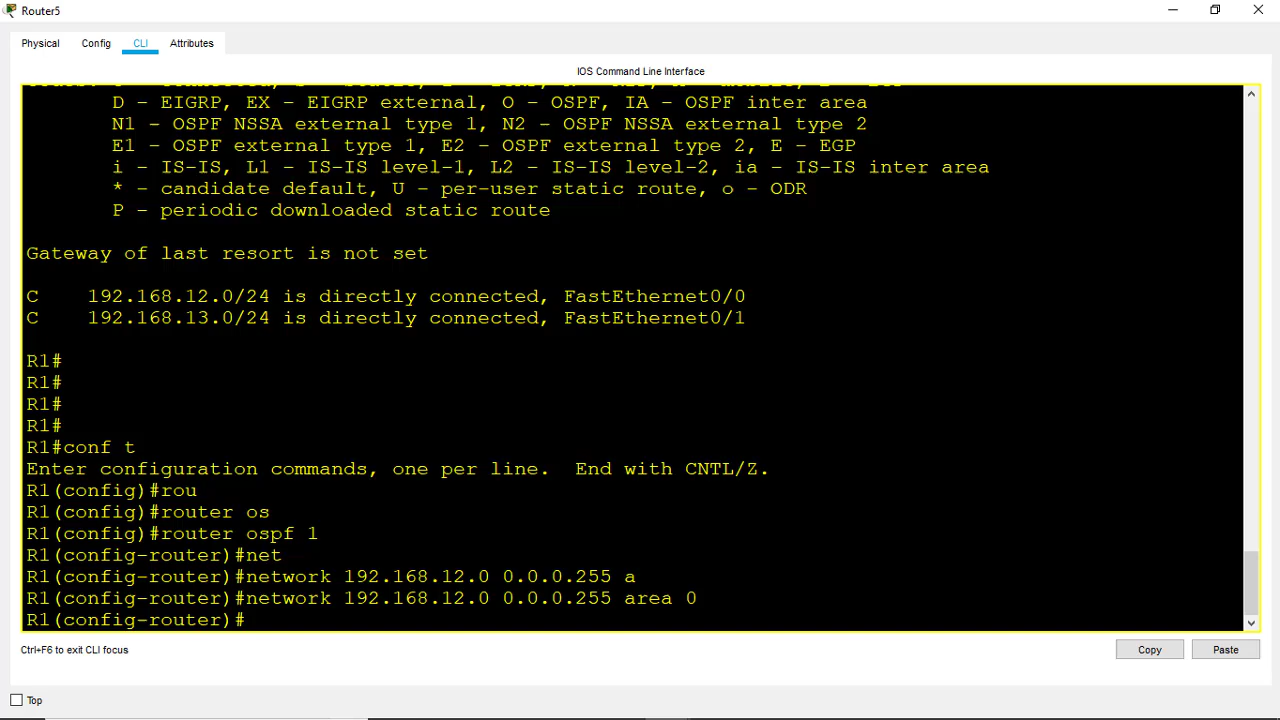 Router5
Physical Config CLI Attributes
IOS Command Line Interface
D - EIGRP, EX - EIGRP external, O - OSPF, IA - OSPF inter area
N1 - OSPF NSSA external type 1, N2 - OSPF NSSA external type 2
E1 - OSPF external type 1, E2 - OSPF external type 2, E - EGP
i - IS-IS, L1 - IS-IS level-1, L2 - IS-IS level-2, ia - IS-IS inter area
* - candidate default, U - per-user static route, o - ODR
P - periodic downloaded static route
Gateway of last resort is not set
C 192.168.12.0/24 is directly connected, FastEthernet0/0
C 192.168.13.0/24 is directly connected, FastEthernet0/1
R1#
R1#
R1#
R1#
R1#conf t
Enter configuration commands, one per line. End with CNTL/Z.
R1(config)#rou
R1(config)#router os
R1(config)#router ospf 1
R1(config-router)#net
R1(config-router)#network 192.168.12.0 0.0.0.255 a
R1(config-router)#network 192.168.12.0 0.0.0.255 area 0
R1(config-router)#
Ctrl+F6 to exit CLI focus
Copy Paste
Top